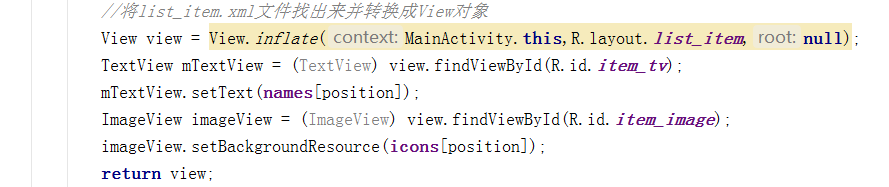 //将list_item.xml文件找出来并转换成View对象
View view = View.inflate( context: MainActivity.this,R.layout.list_item, root: null);
TextView mTextView = (TextView) view.findViewById(R.id.item_tv);
mTextView.setText(names[position]);
ImageView imageView = (ImageView) view.findViewById(R.id.item_image);
imageView.setBackgroundResource(icons[position]);
return view;